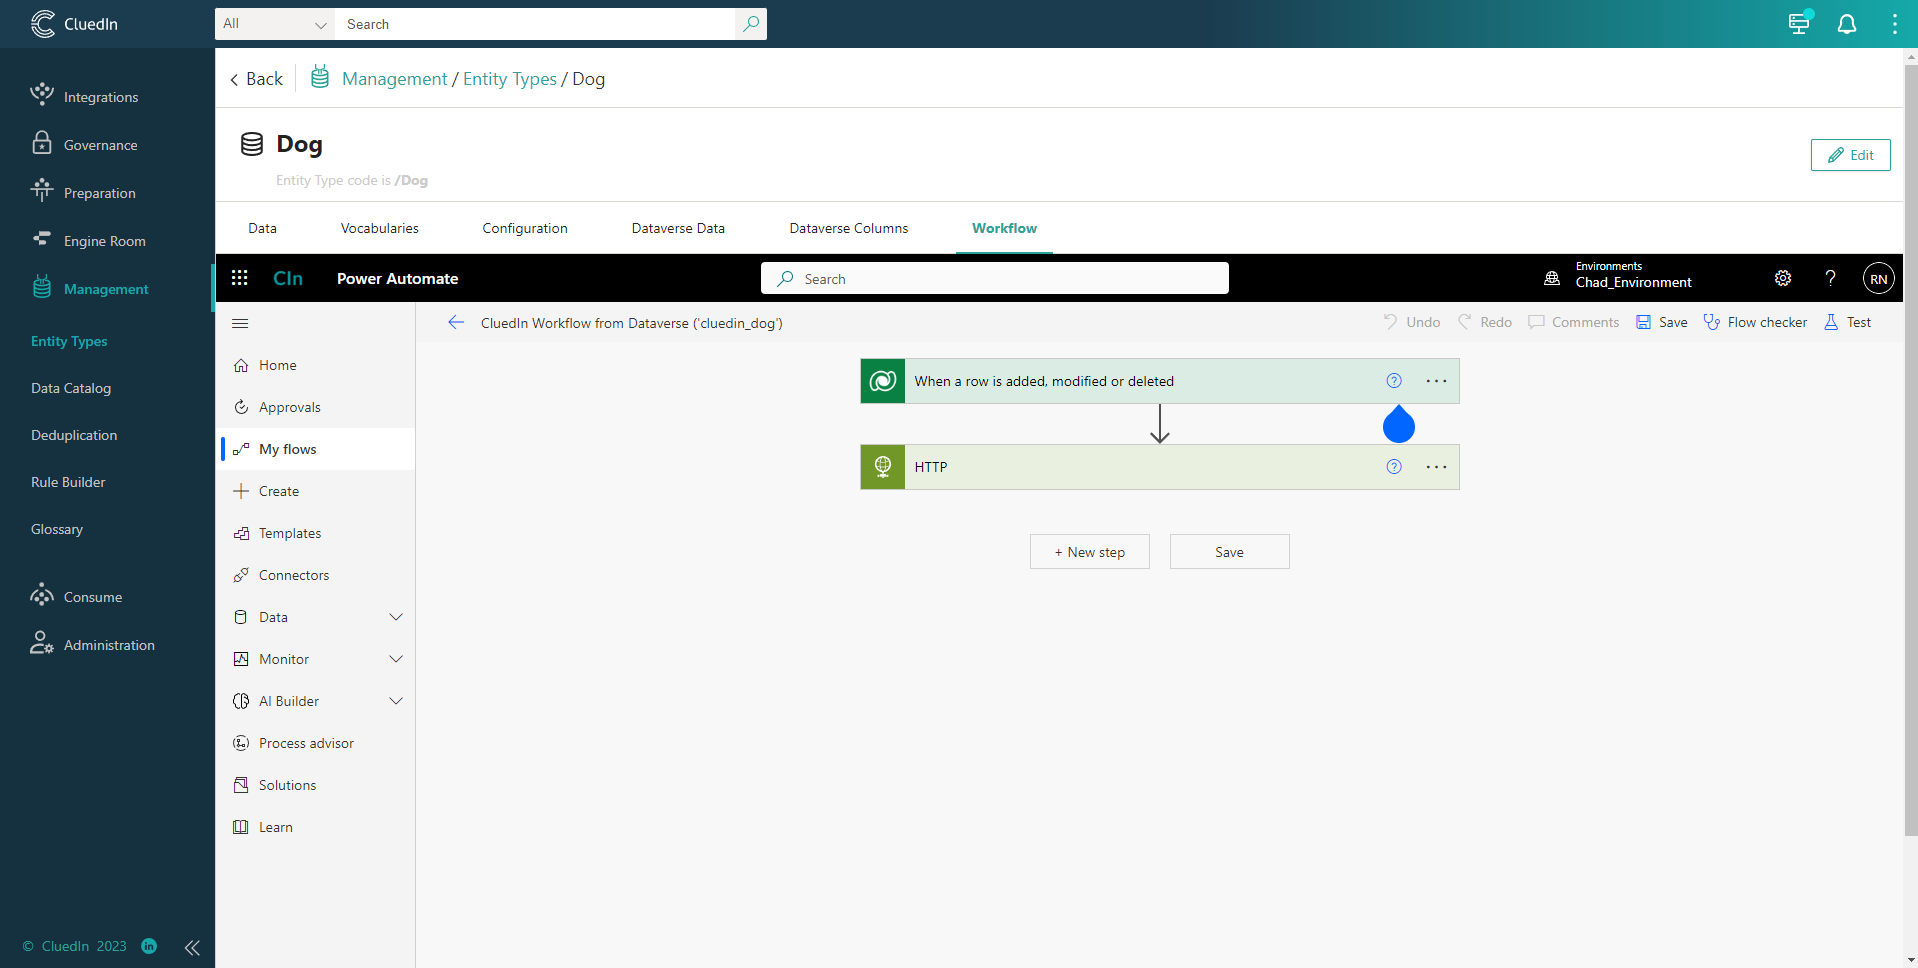 CluedIn
All
Search
Integrations
Governance
Preparation
Engine Room
Management
Entity Types
Data Catalog
Deduplication
Rule Builder
Glossary
Consume
Administration
© CluedIn 2023 in
Back
Management / Entity Types / Dog
Dog
Entity Type code is /Dog
Edit
Data
Vocabularies
Configuration
Dataverse Data
Dataverse Columns
Workflow
CIn
Power Automate
Search
Environments
Chad_Environment
?
RN
CluedIn Workflow from Dataverse ('cluedin_dog')
Undo
Redo
Comments
Save
Flow checker
Test
Home
Approvals
My flows
Create
Templates
Connectors
Data
Monitor
AI Builder
Process advisor
Solutions
Learn
When a row is added, modified or deleted
?
HTTP
?
+ New step
Save